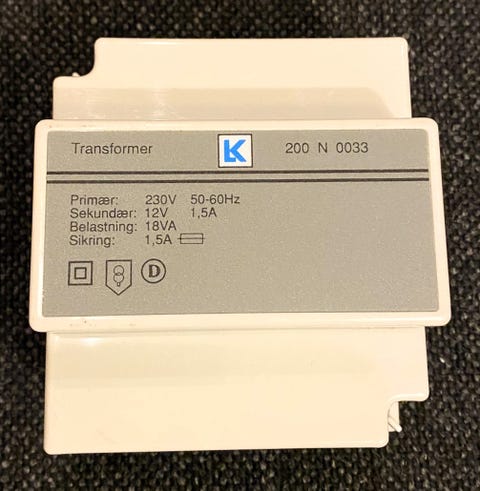 Transformer LK 200 N 0033
Primær: 230V 50-60Hz
Sekundær: 12V 1,5A
Belastning: 18VA
Sikring: 1,5A
D